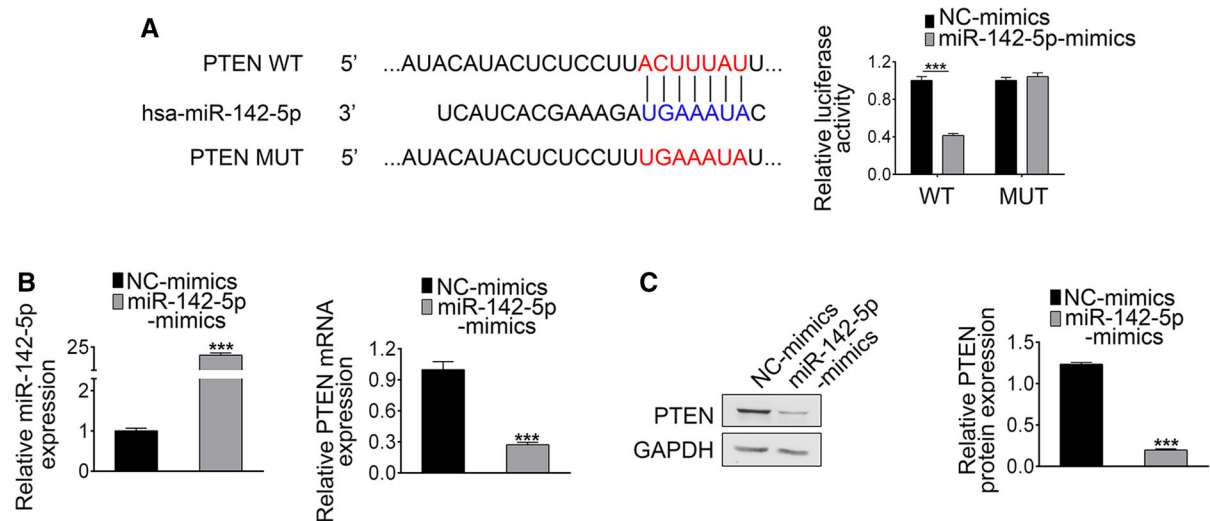 A
PTEN WT 5’ ...AUACAUACUCUCCUUACUUUAUU...
hsa-miR-142-5p 3’ UCAUCACGAAAGAUGAAAUAC
PTEN MUT 5’ ...AUACAUACUCUCCUUUGAAAUAU...
NC-mimics
miR-142-5p-mimics
Relative luciferase
activity
1.2
0.8
0.4
0.0
***
WT MUT
B
NC-mimics
miR-142-5p
-mimics
Relative miR-142-5p
expression
25
2
1
0
***
NC-mimics
miR-142-5p
-mimics
Relative PTEN mRNA
expression
1.2
0.9
0.6
0.3
0.0
***
C
NC-mimics
miR-142-5p
-mimics
PTEN
GAPDH
NC-mimics
miR-142-5p
-mimics
Relative PTEN
protein expression
1.5
1.0
0.5
0.0
***